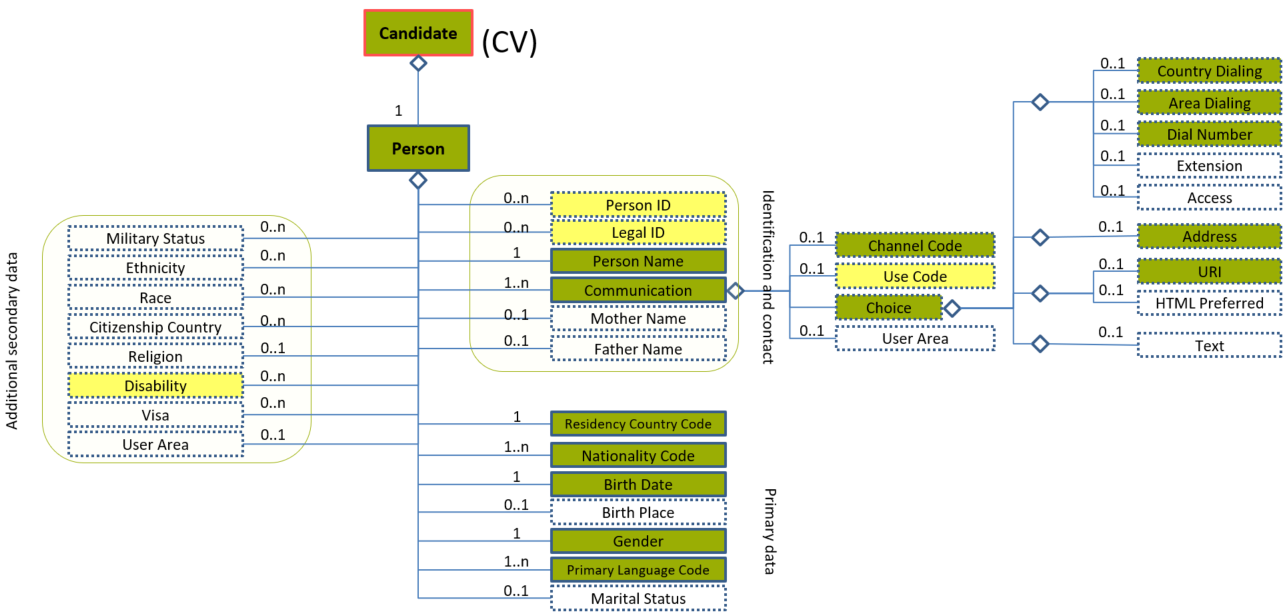 Candidate
(CV)
1
Person
Additional secondary data
Military Status
0..n
Ethnicity
0..n
Race
0..n
Citizenship Country
0..n
Religion
0..1
Disability
0..n
Visa
0..n
User Area
0..1
Identification and contact
0..n
Person ID
0..n
Legal ID
1
Person Name
1..n
Communication
0..1
Mother Name
0..1
Father Name
0..1
Channel Code
0..1
Use Code
Choice
0..1
User Area
0..1
Country Dialing
0..1
Area Dialing
0..1
Dial Number
0..1
Extension
0..1
Access
0..1
Address
0..1
URI
0..1
HTML Preferred
0..1
Text
Primary data
1
Residency Country Code
1..n
Nationality Code
1
Birth Date
0..1
Birth Place
1
Gender
1..n
Primary Language Code
0..1
Marital Status